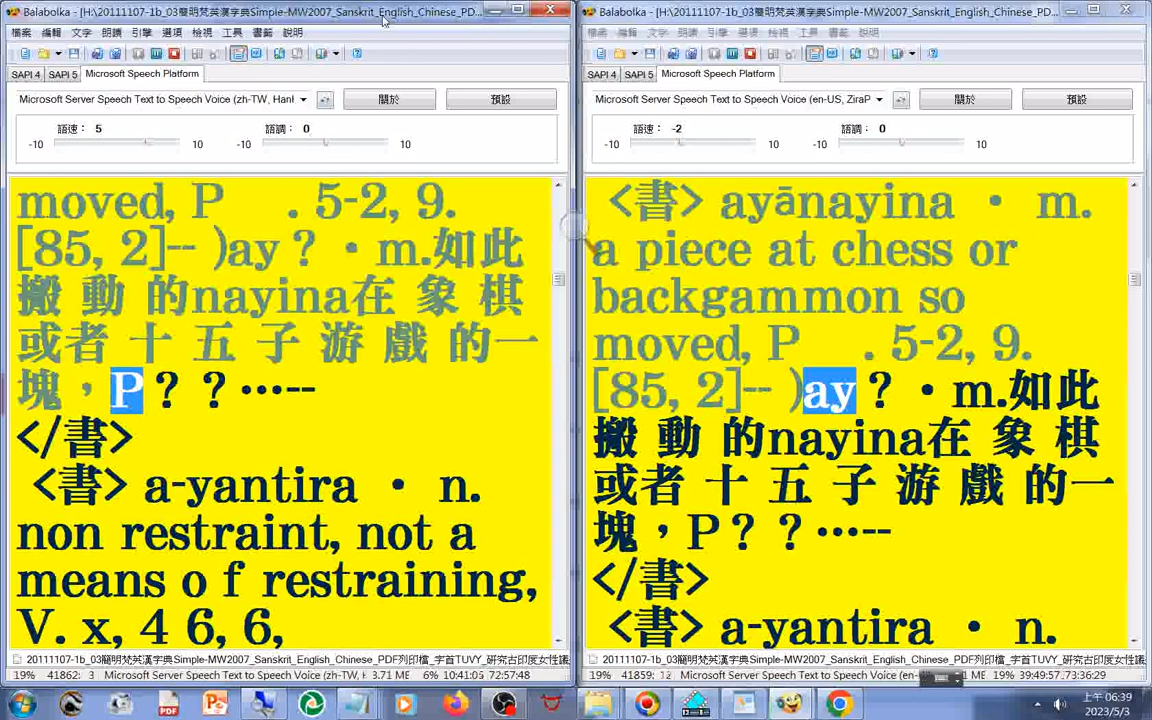 Balabolka - [H:\20111107-1b_03簡明梵英漢字典Simple-MW2007_Sanskrit_English_Chinese_PD...
檔案 編輯 文字 朗讀 引擎 選項 檢視 工具 書籤 說明
SAPI 4 SAPI 5 Microsoft Speech Platform
Microsoft Server Speech Text to Speech Voice (zh-TW, Hanl
關於 預設
語速： 5 語調： 0
-10 10 -10 10
moved, P . 5-2, 9.
[85, 2]-- )ay？‧m.如此
搬 動 的nayina在 象 棋
或者 十 五 子 游 戲 的一
塊，P？？…--
</書>
<書> a-yantira ‧ n.
non restraint, not a
means o f restraining,
V. x, 4 6, 6,
20111107-1b_03簡明梵英漢字典Simple-MW2007_Sanskrit_English_Chinese_PDF列印檔_字首TUVY_研究古印度女性議
19% 41862: 3 Microsoft Server Speech Text to Speech Voice (zh-TW, 3.71 ME 6% 10:41:05 72:57:48
Balabolka - [H:\20111107-1b_03簡明梵英漢字典Simple-MW2007_Sanskrit_English_Chinese_PD...
檔案 編輯 文字 朗讀 引擎 選項 檢視 工具 書籤 說明
SAPI 4 SAPI 5 Microsoft Speech Platform
Microsoft Server Speech Text to Speech Voice (en-US, ZiraP
關於 預設
語速： -2 語調： 0
-10 10 -10 10
<書> ayānayina ‧ m.
a piece at chess or
backgammon so
moved, P . 5-2, 9.
[85, 2]-- )ay？‧m.如此
搬 動 的nayina在 象 棋
或者 十 五 子 游 戲 的一
塊，P？？…--
</書>
<書> a-yantira ‧ n.
20111107-1b_03簡明梵英漢字典Simple-MW2007_Sanskrit_English_Chinese_PDF列印檔_字首TUVY_研究古印度女性議
19% 41859: 12 Microsoft Server Speech Text to Speech Voice (en-U 19% 39:49:57.73:36:29
上午 06:39
2023/5/3